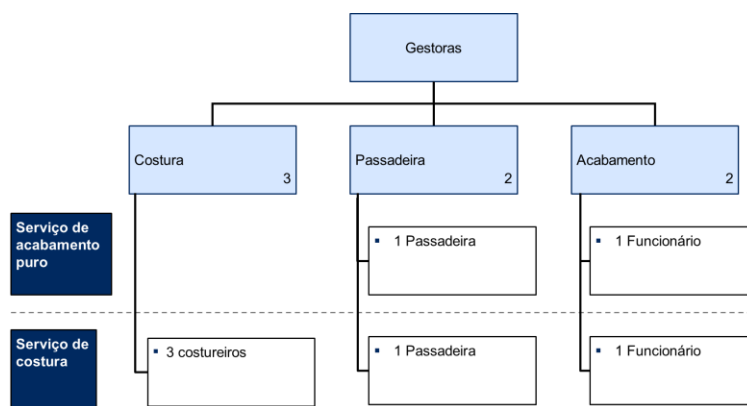 Gestoras
Costura
3
Passadeira
2
Acabamento
2
Serviço de
acabamento
puro
▪ 1 Passadeira
▪ 1 Funcionário
Serviço de
costura
▪ 3 costureiros
▪ 1 Passadeira
▪ 1 Funcionário